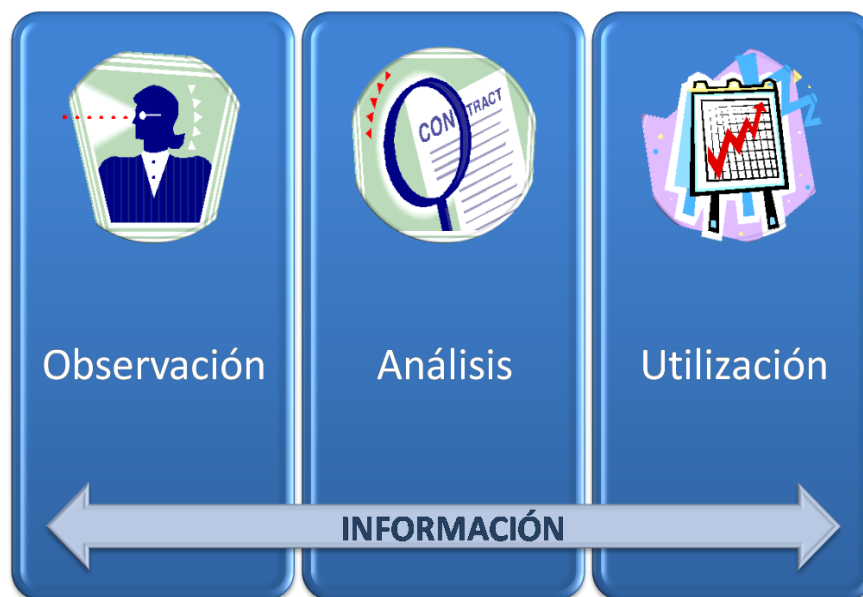 CONTRACT
Observación
Análisis
Utilización
INFORMACIÓN